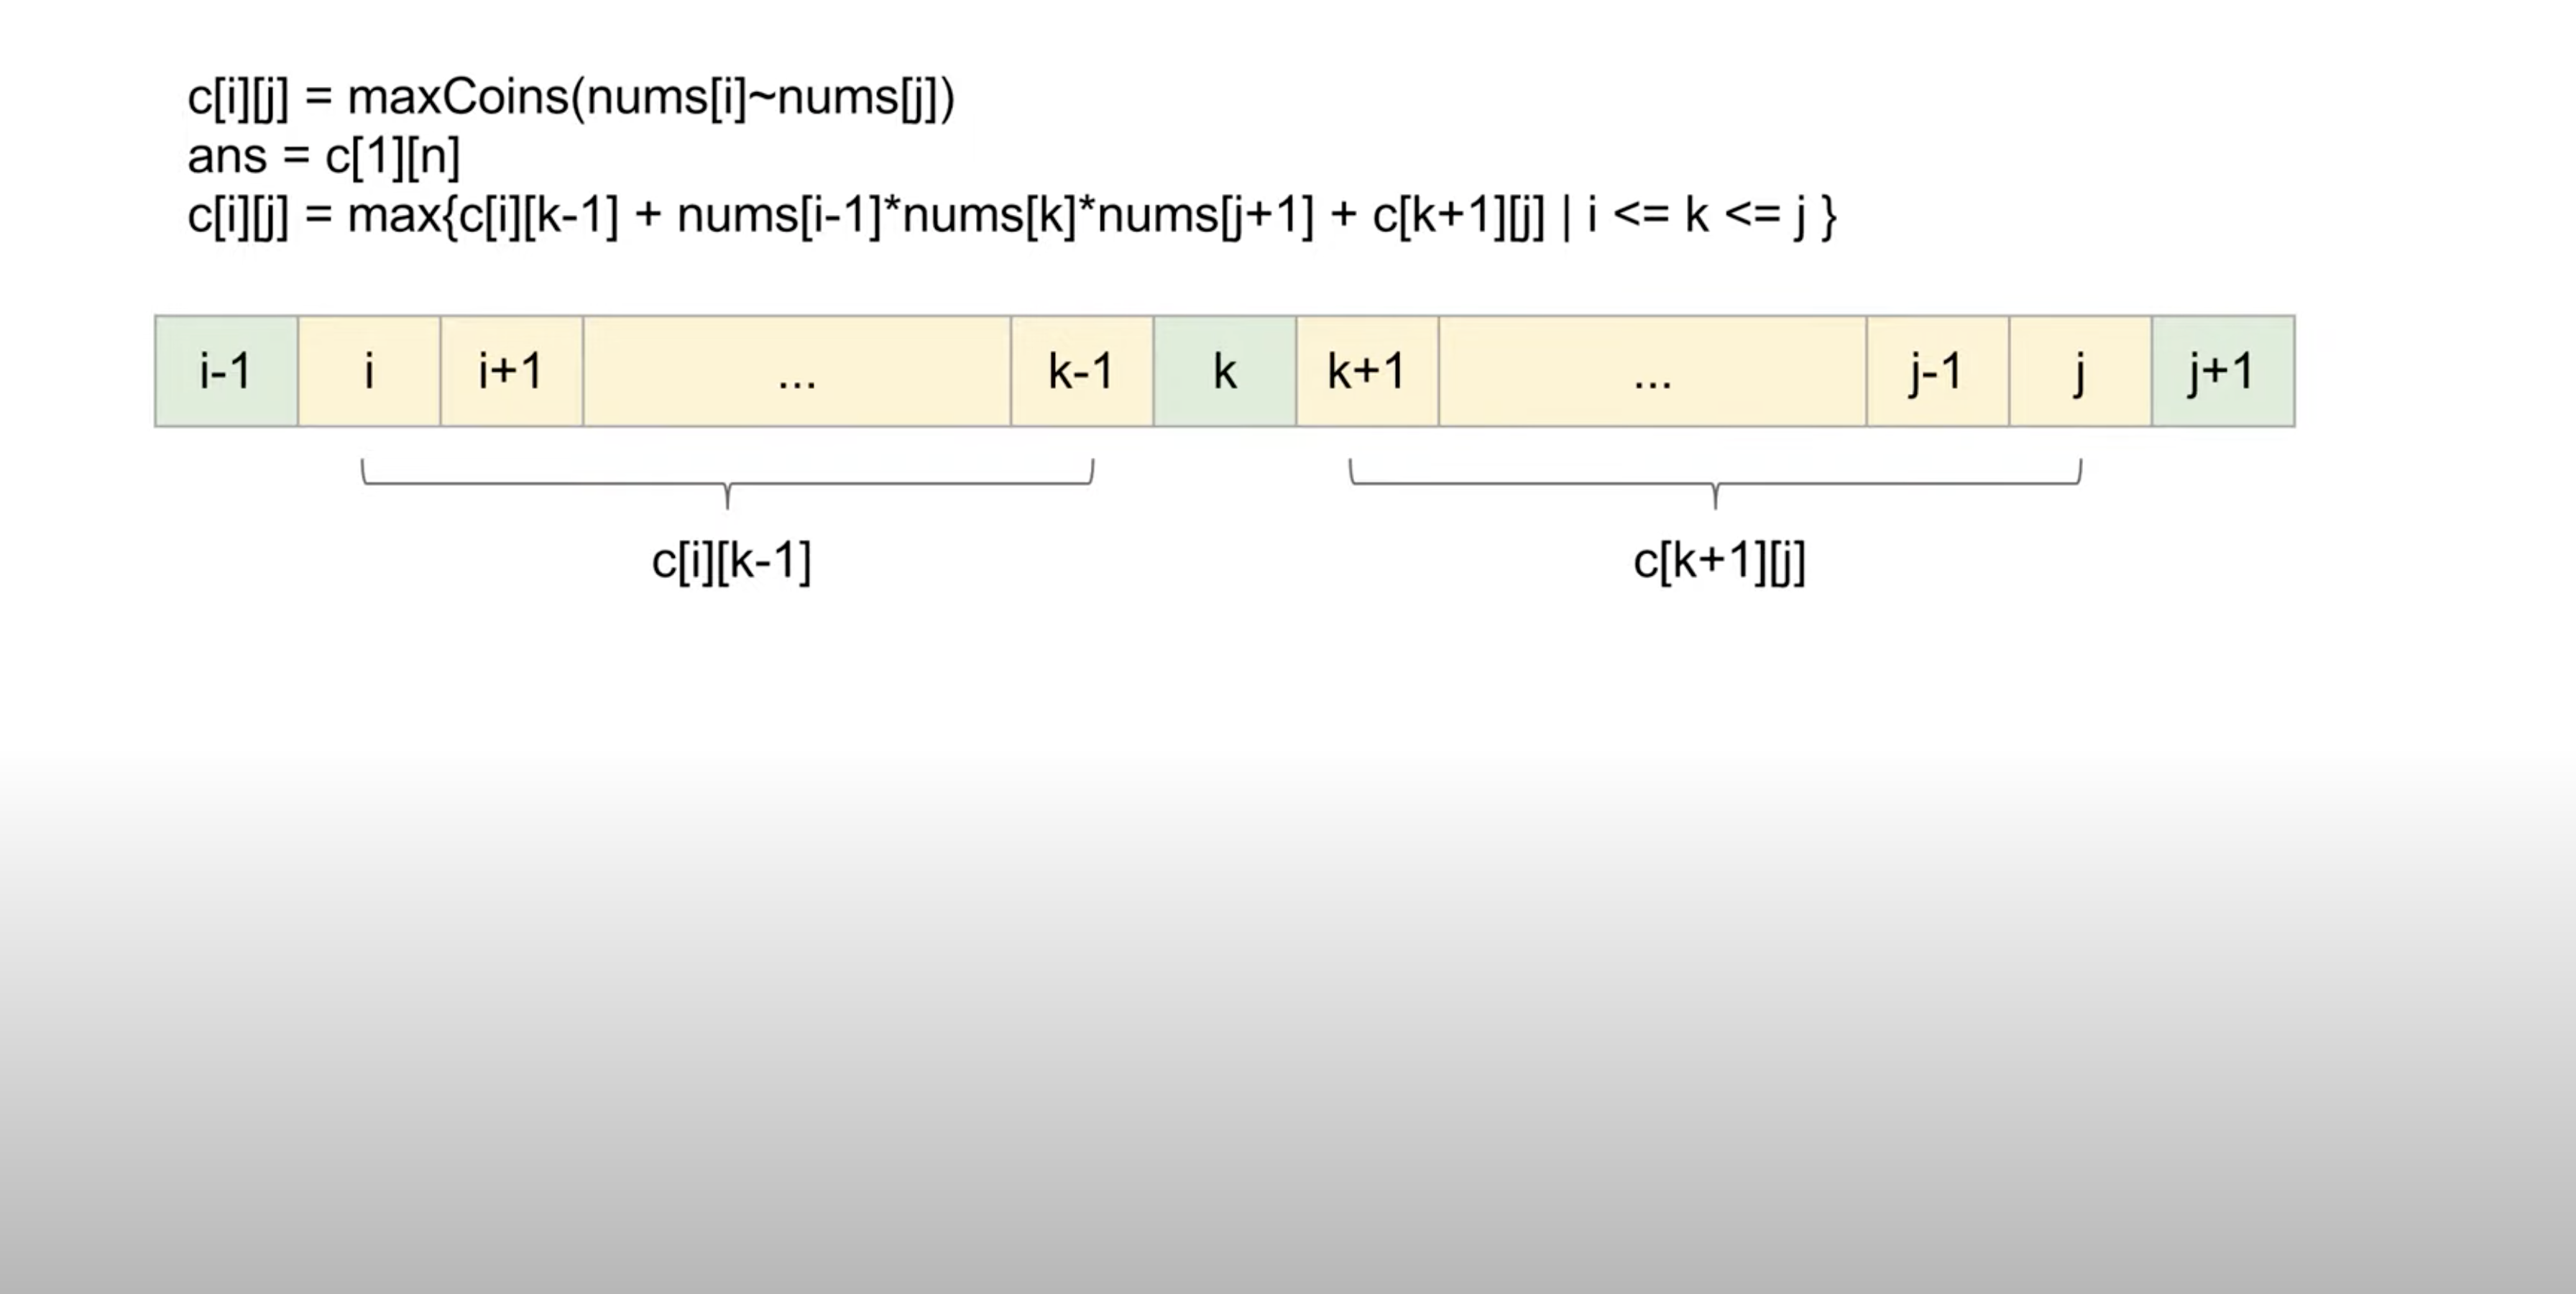 c[i][j] = maxCoins(nums[i]~nums[j])
ans = c[1][n]
c[i][j] = max{c[i][k-1] + nums[i-1]*nums[k]*nums[j+1] + c[k+1][j] | i <= k <= j }
i-1 i i+1 ... k-1 k k+1 ... j-1 j j+1
c[i][k-1] c[k+1][j]